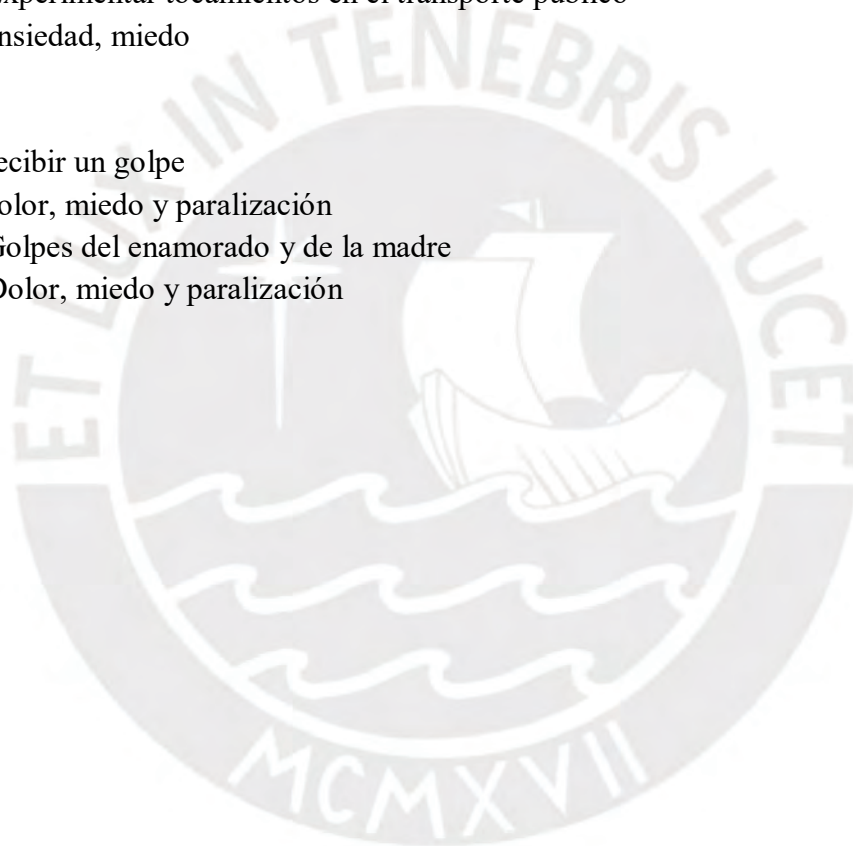 nsiedad, miedo
ecibir un golpe
olor, miedo y paralización
Golpes del enamorado y de la madre
Dolor, miedo y paralización
ET LUX IN TENEBRIS LUCET
MCMXVII